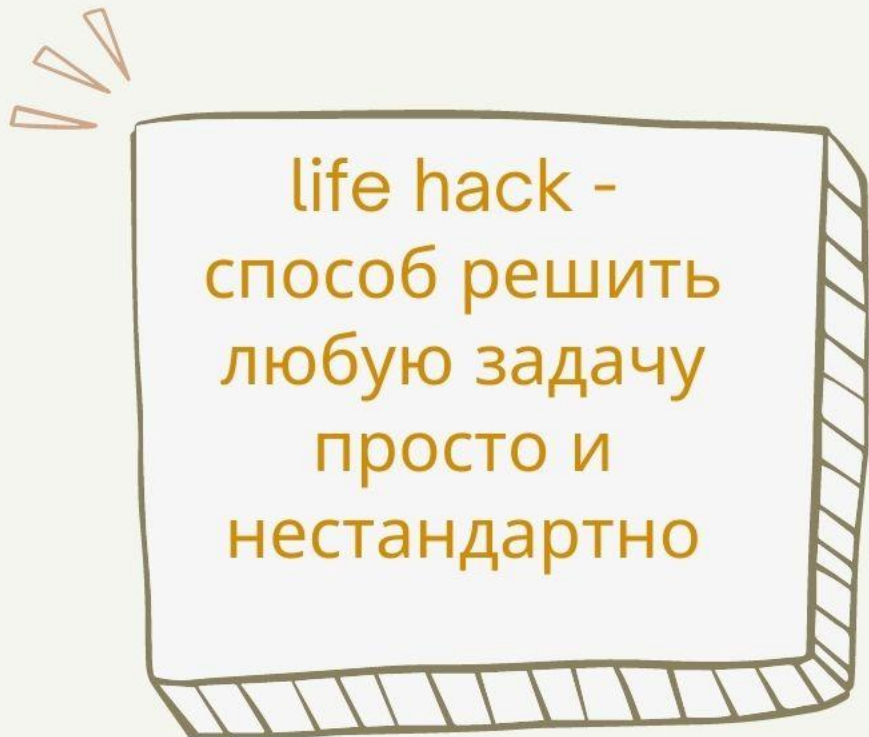 life hack -
способ решить
любую задачу
просто и
нестандартно